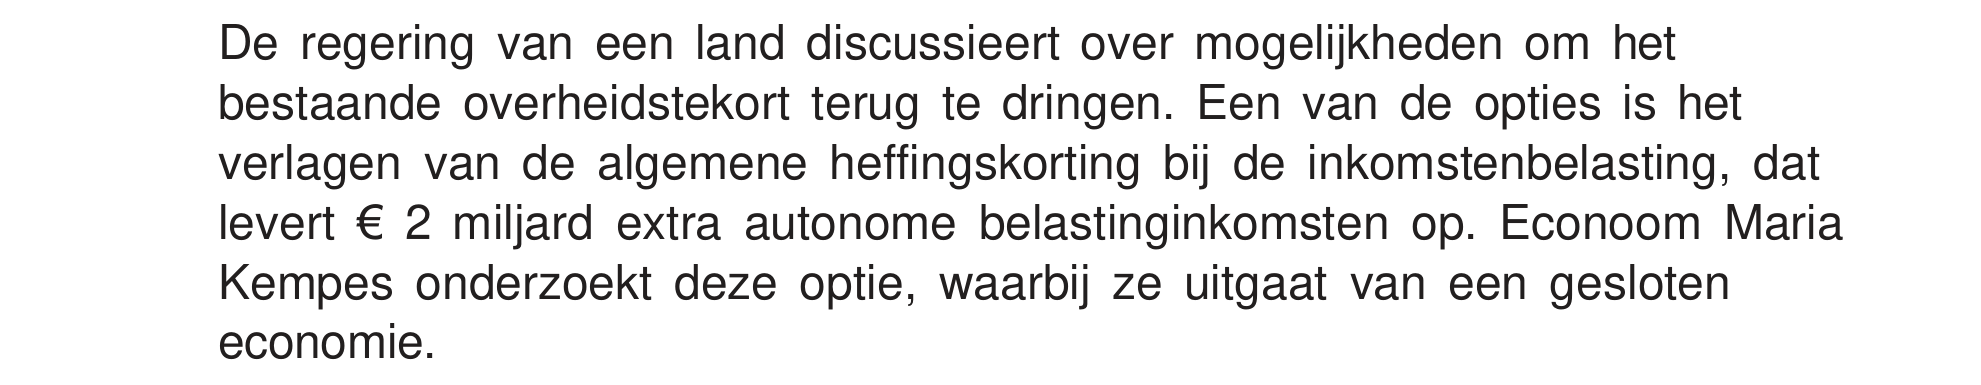 De regering van een land discussieert over mogelijkheden om het
bestaande overheidstekort terug te dringen. Een van de opties is het
verlagen van de algemene heffingskorting bij de inkomstenbelasting, dat
levert € 2 miljard extra autonome belastinginkomsten op. Econoom Maria
Kempes onderzoekt deze optie, waarbij ze uitgaat van een gesloten
economie.